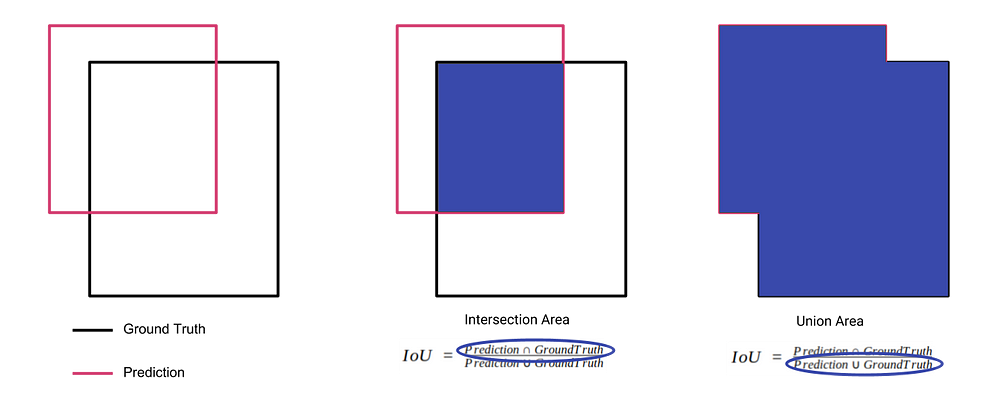 Ground Truth
Prediction
Intersection Area
IoU = Prediction ∩ GroundTruth
Prediction ∪ GroundTruth
Union Area
IoU = Prediction ∩ GroundTruth
Prediction ∪ GroundTruth